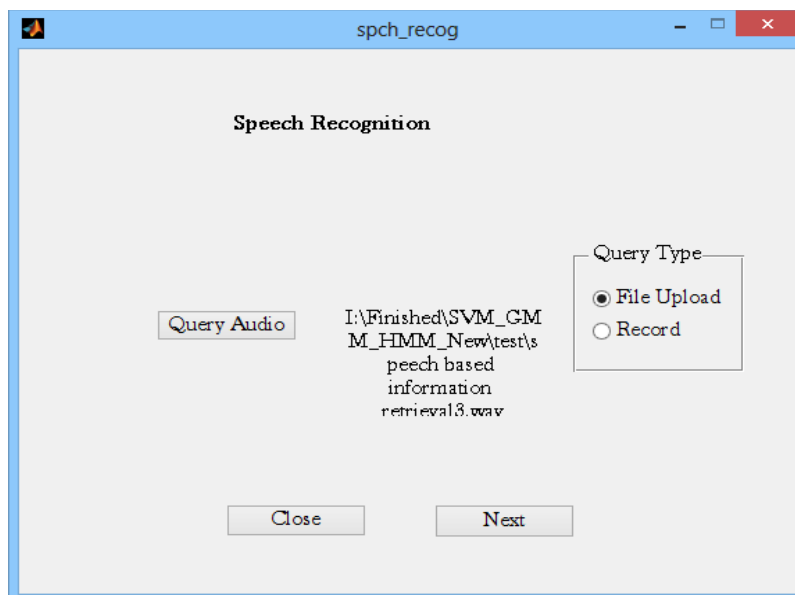 spch_recog
Speech Recognition
Query Type
File Upload
Record
Query Audio
I:\Finished\SVM_GM
M_HMM_New\test\s
peech based
information
retrieval3.wav
Close
Next